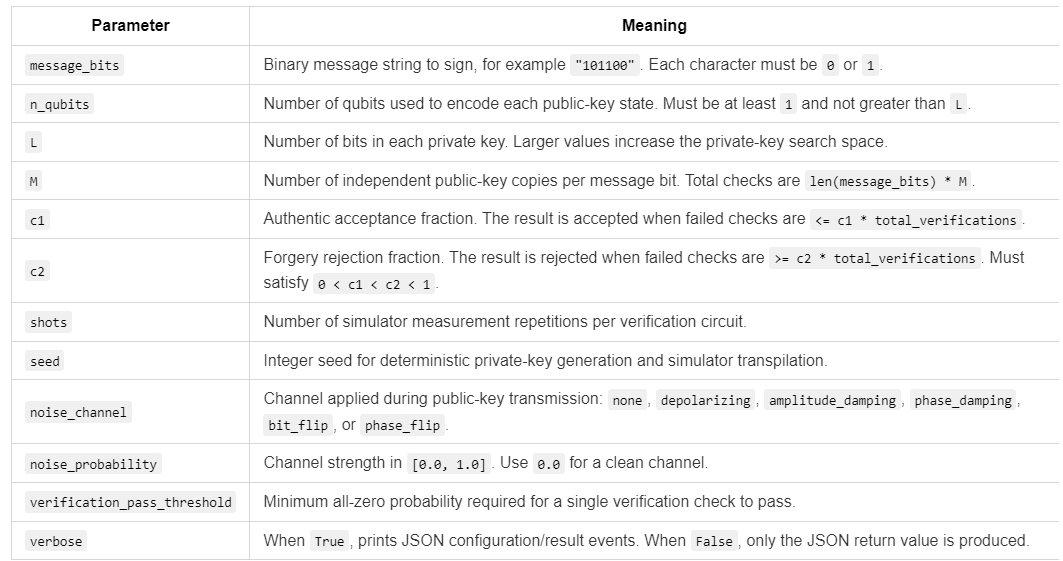 Parameter Meaning
message_bits Binary message string to sign, for example "101100" . Each character must be 0 or 1 .
n_qubits Number of qubits used to encode each public-key state. Must be at least 1 and not greater than L .
L Number of bits in each private key. Larger values increase the private-key search space.
M Number of independent public-key copies per message bit. Total checks are len(message_bits) * M .
c1 Authentic acceptance fraction. The result is accepted when failed checks are <= c1 * total_verifications .
c2 Forgery rejection fraction. The result is rejected when failed checks are >= c2 * total_verifications . Must
satisfy 0 < c1 < c2 < 1 .
shots Number of simulator measurement repetitions per verification circuit.
seed Integer seed for deterministic private-key generation and simulator transpilation.
noise_channel Channel applied during public-key transmission: none , depolarizing , amplitude_damping , phase_damping ,
bit_flip , or phase_flip .
noise_probability Channel strength in [0.0, 1.0] . Use 0.0 for a clean channel.
verification_pass_threshold Minimum all-zero probability required for a single verification check to pass.
verbose When True , prints JSON configuration/result events. When False , only the JSON return value is produced.